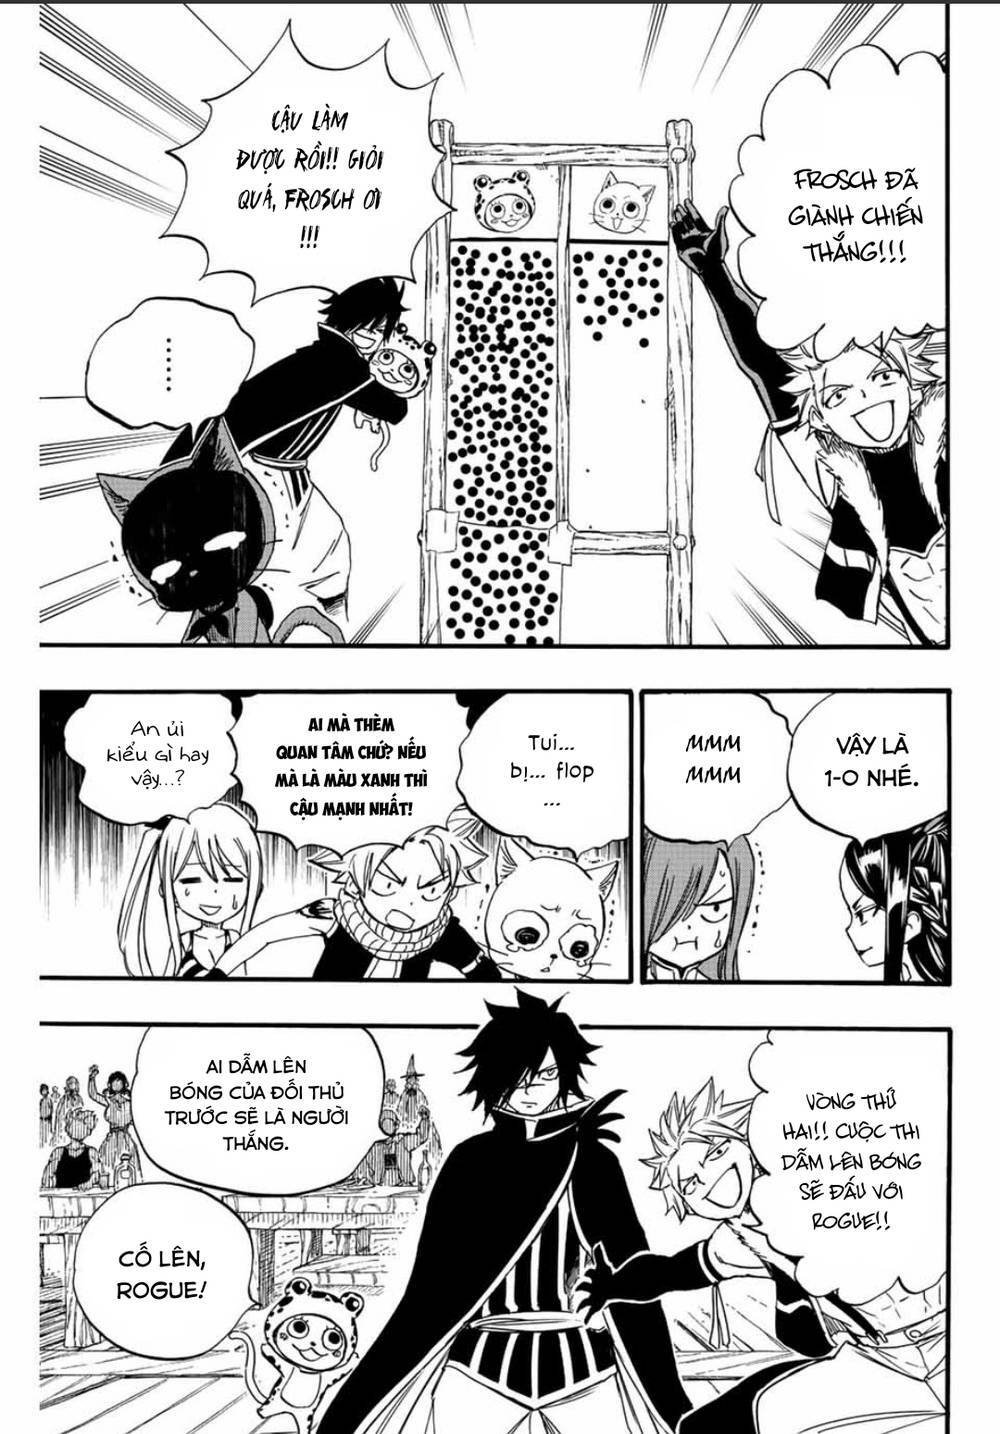 FROSCH ĐÃ
GIÀNH CHIẾN
THẮNG!!!
CẬU LÀM
ĐƯỢC RỒI!! GIỎI
QUÁ, FROSCH ƠI
!!!
......
VẬY LÀ
1-0 NHÉ.
MMM
MMM
Tui...
bị... flop
...
AI MÀ THÈM
QUAN TÂM CHỨ? NẾU
MÀ LÀ MÀU XANH THÌ
CẬU MẠNH NHẤT!
An ủi
kiểu gì hay
vậy...?
VÒNG THỨ
HAI!! CUỘC THI
DẪM LÊN BÓNG
SẼ ĐẤU VỚI
ROGUE!!
AI DẪM LÊN
BÓNG CỦA ĐỐI THỦ
TRƯỚC SẼ LÀ NGƯỜI
THẮNG.
CỐ LÊN,
ROGUE!